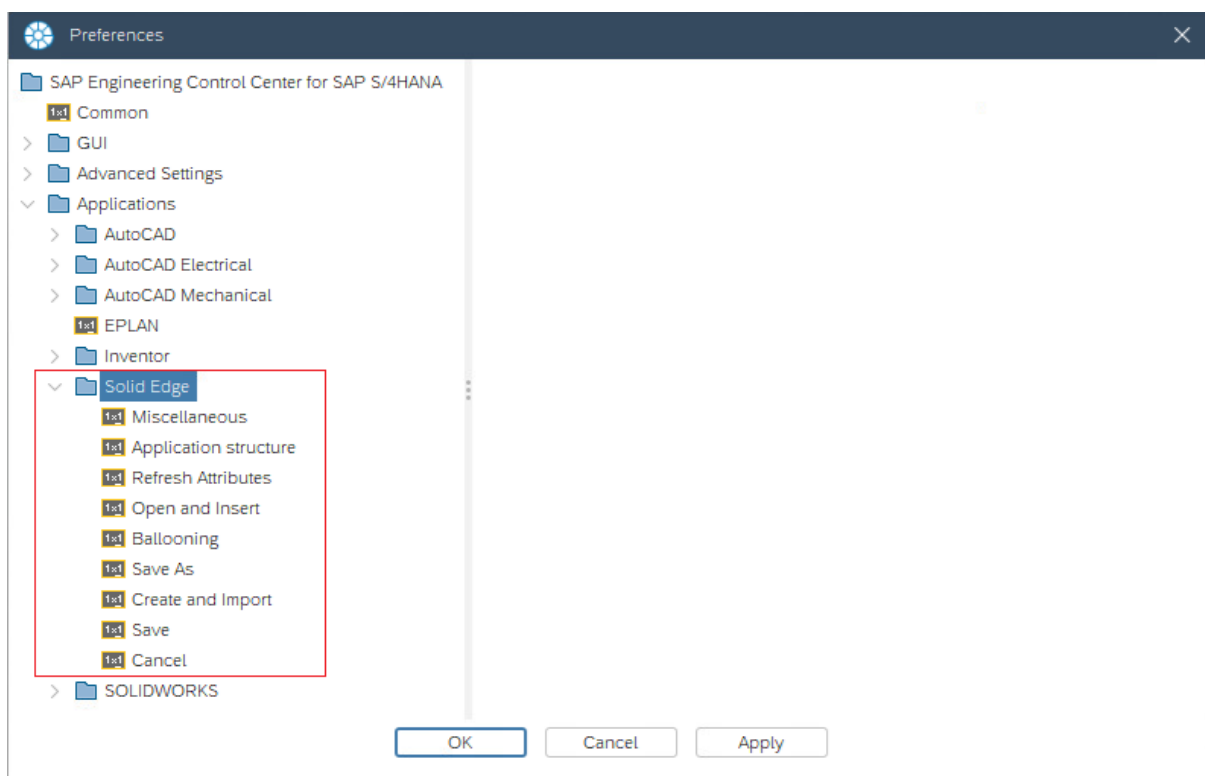 Preferences
SAP Engineering Control Center for SAP S/4HANA
Common
GUI
Advanced Settings
Applications
AutoCAD
AutoCAD Electrical
AutoCAD Mechanical
EPLAN
Inventor
Solid Edge
Miscellaneous
Application structure
Refresh Attributes
Open and Insert
Ballooning
Save As
Create and Import
Save
Cancel
SOLIDWORKS
OK Cancel Apply